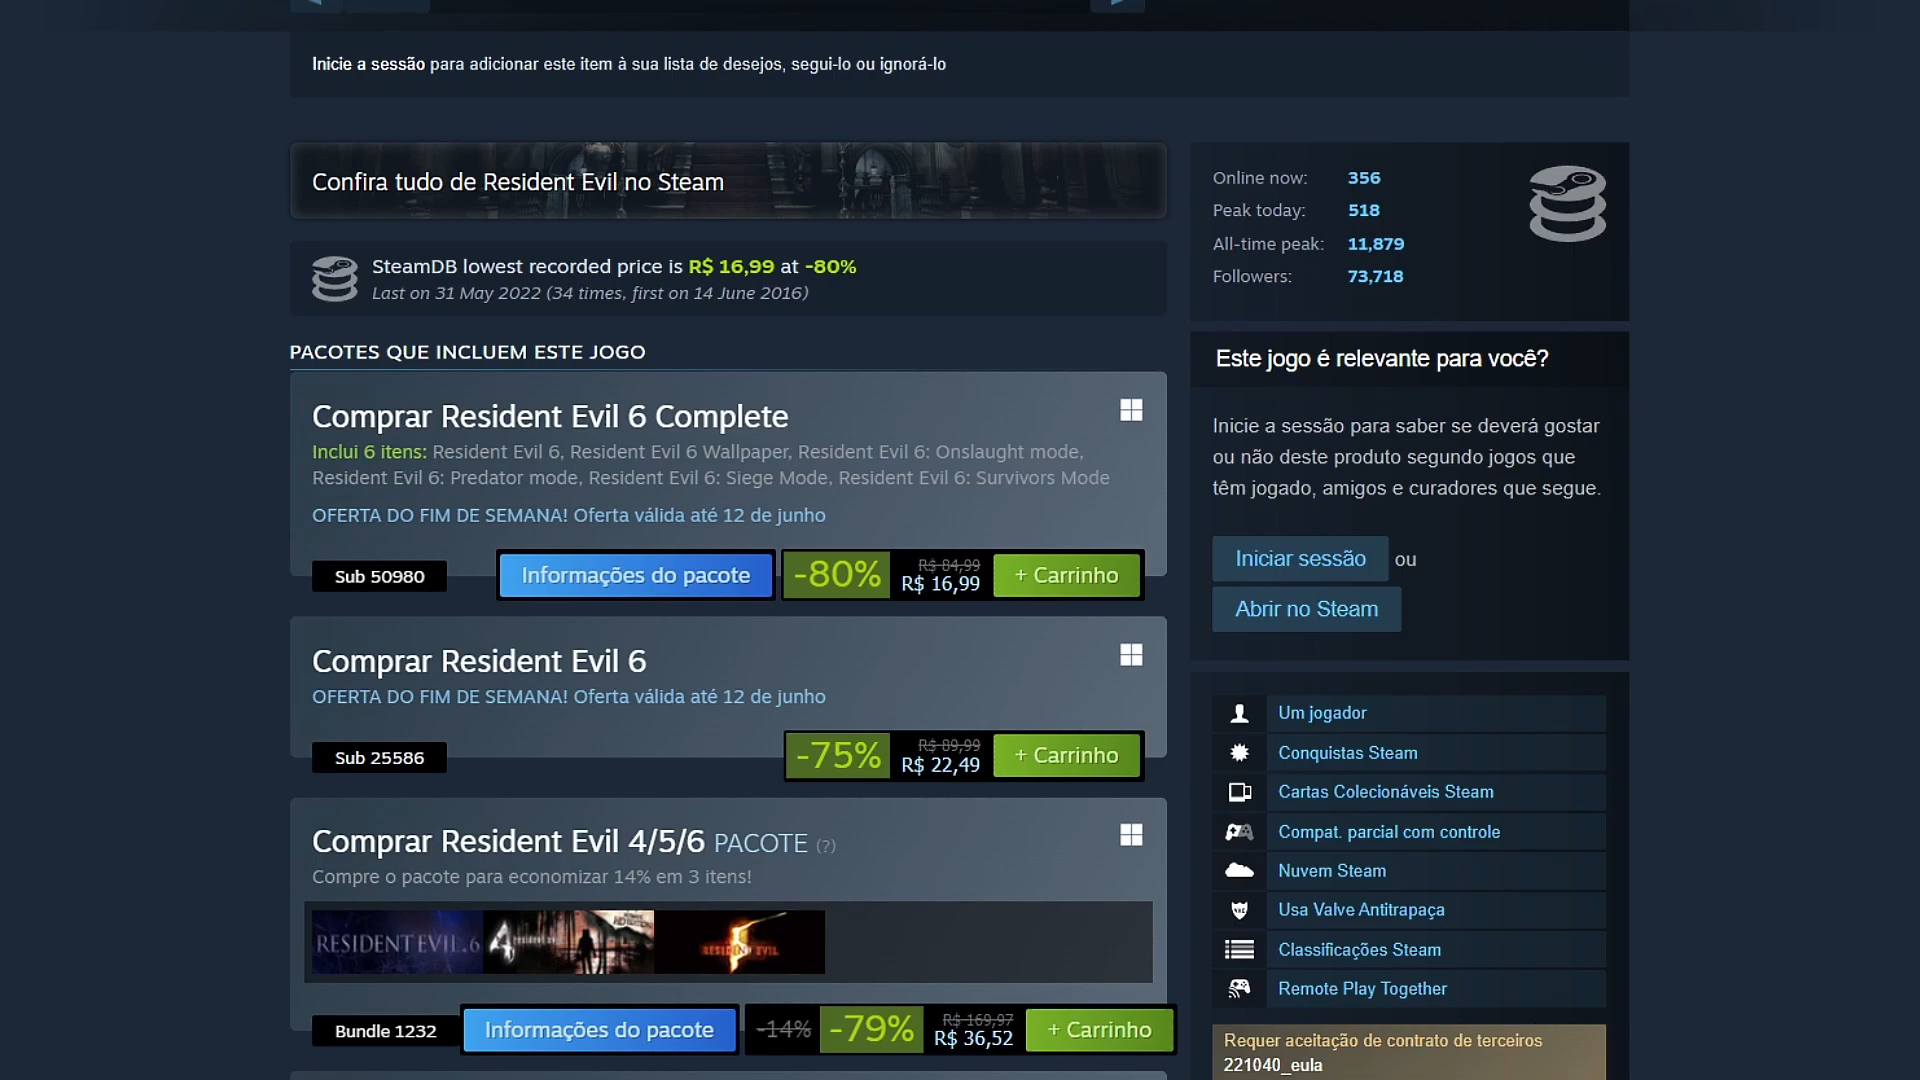 Inicie a sessão para adicionar este item à sua lista de desejos, segui-lo ou ignorá-lo
Confira tudo de Resident Evil no Steam
SteamDB lowest recorded price is R$ 16,99 at -80%
Last on 31 May 2022 (34 times, first on 14 June 2016)
PACOTES QUE INCLUEM ESTE JOGO
Comprar Resident Evil 6 Complete
Inclui 6 itens: Resident Evil 6, Resident Evil 6 Wallpaper, Resident Evil 6: Onslaught mode,
Resident Evil 6: Predator mode, Resident Evil 6: Siege Mode, Resident Evil 6: Survivors Mode
OFERTA DO FIM DE SEMANA! Oferta válida até 12 de junho
Sub 50980
Informações do pacote
-80%
R$ 84,99
R$ 16,99
+ Carrinho
Comprar Resident Evil 6
OFERTA DO FIM DE SEMANA! Oferta válida até 12 de junho
Sub 25586
-75%
R$ 89,99
R$ 22,49
+ Carrinho
Comprar Resident Evil 4/5/6 PACOTE (?)
Compre o pacote para economizar 14% em 3 itens!
RESIDENT EVIL 6
4
RESIDENT EVIL
Bundle 1232
Informações do pacote
-14%
-79%
R$ 169,97
R$ 36,52
+ Carrinho
Online now: 356
Peak today: 518
All-time peak: 11,879
Followers: 73,718
Este jogo é relevante para você?
Inicie a sessão para saber se deverá gostar
ou não deste produto segundo jogos que
têm jogado, amigos e curadores que segue.
Iniciar sessão ou
Abrir no Steam
Um jogador
Conquistas Steam
Cartas Colecionáveis Steam
Compat. parcial com controle
Nuvem Steam
Usa Valve Antitrapaça
Classificações Steam
Remote Play Together
Requer aceitação de contrato de terceiros
221040_eula